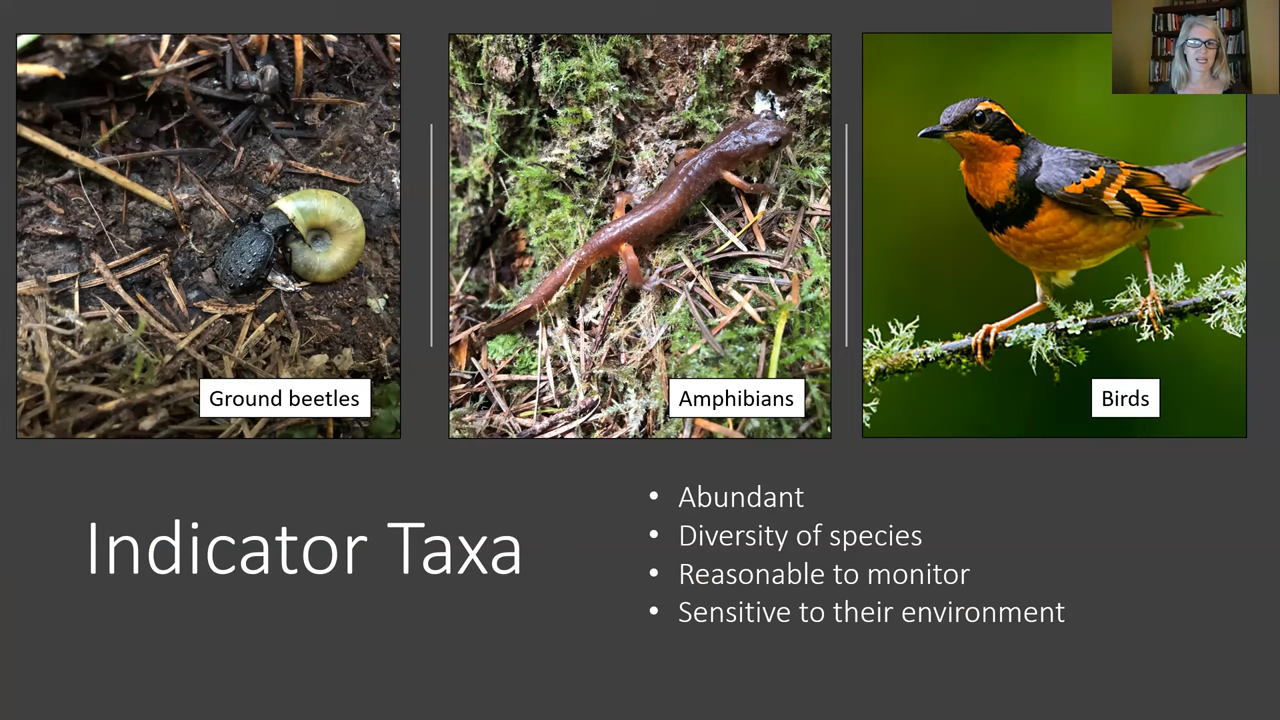 Ground beetles
Amphibians
Birds
Indicator Taxa
• Abundant
• Diversity of species
• Reasonable to monitor
• Sensitive to their environment